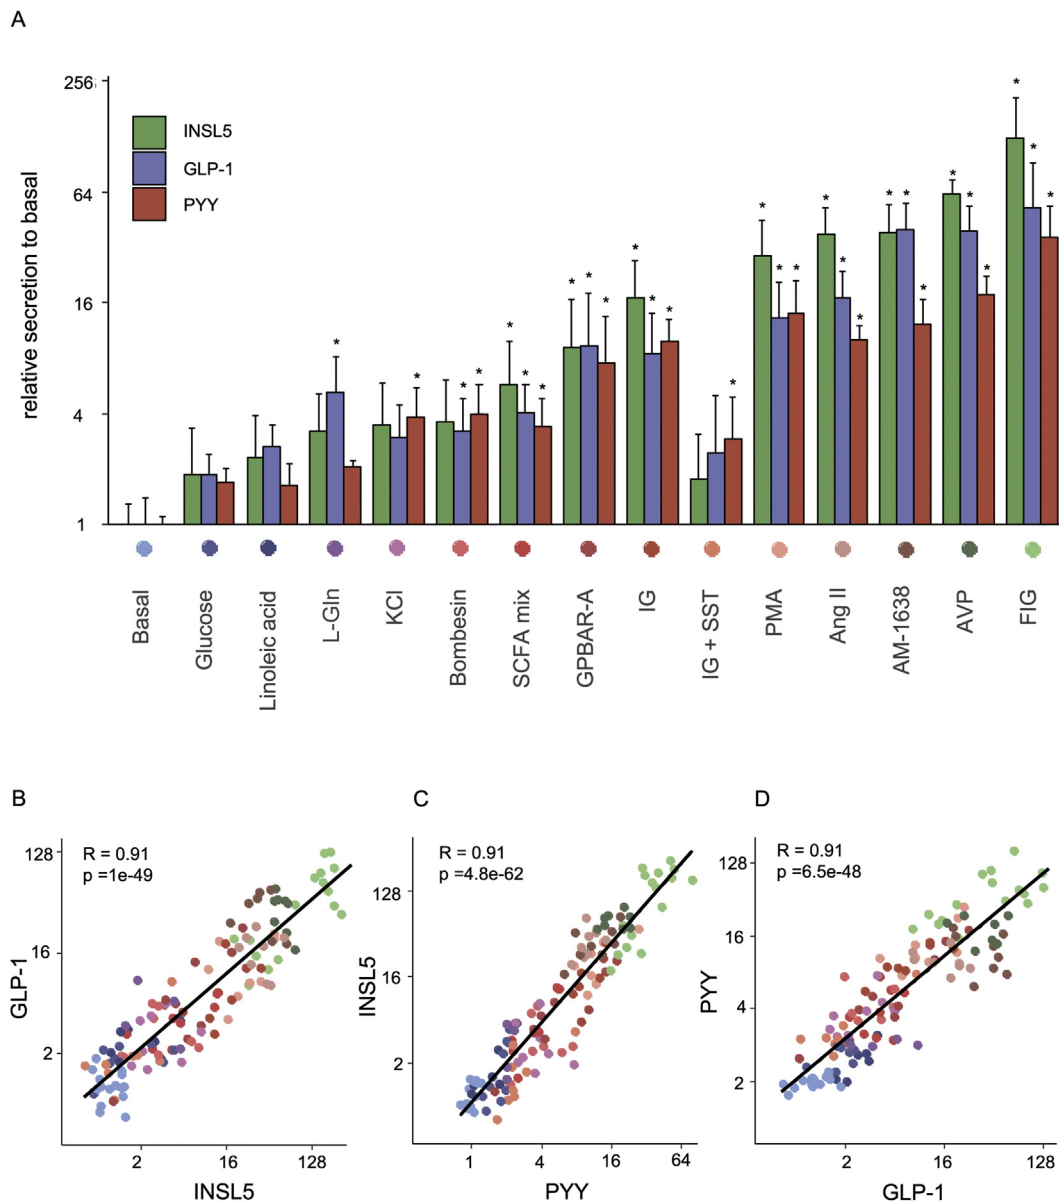 A
relative secretion to basal
256
64
16
4
1
INSL5
GLP-1
PYY
* * * * * * * * * * * * * * * * * * * * * * * * * * * * * *
Basal
Glucose
Linoleic acid
L-Gln
KCl
Bombesin
SCFA mix
GPBAR-A
IG
IG + SST
PMA
Ang II
AM-1638
AVP
FIG
B
R = 0.91
p =1e-49
GLP-1
128
16
2
2 16 128
INSL5
C
R = 0.91
p =4.8e-62
INSL5
128
16
2
1 4 16 64
PYY
D
R = 0.91
p =6.5e-48
PYY
128
16
4
2
2 16 128
GLP-1